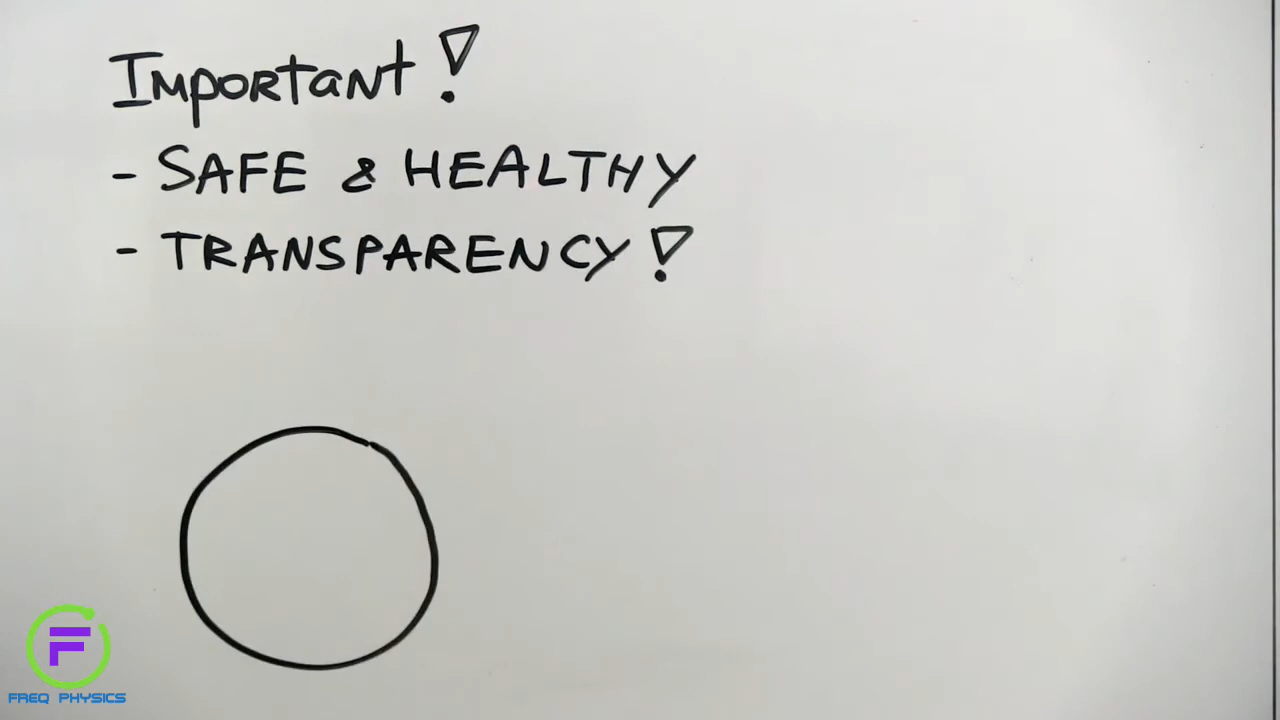 Important!
- SAFE & HEALTHY
- TRANSPARENCY!
F
FREQ PHYSICS